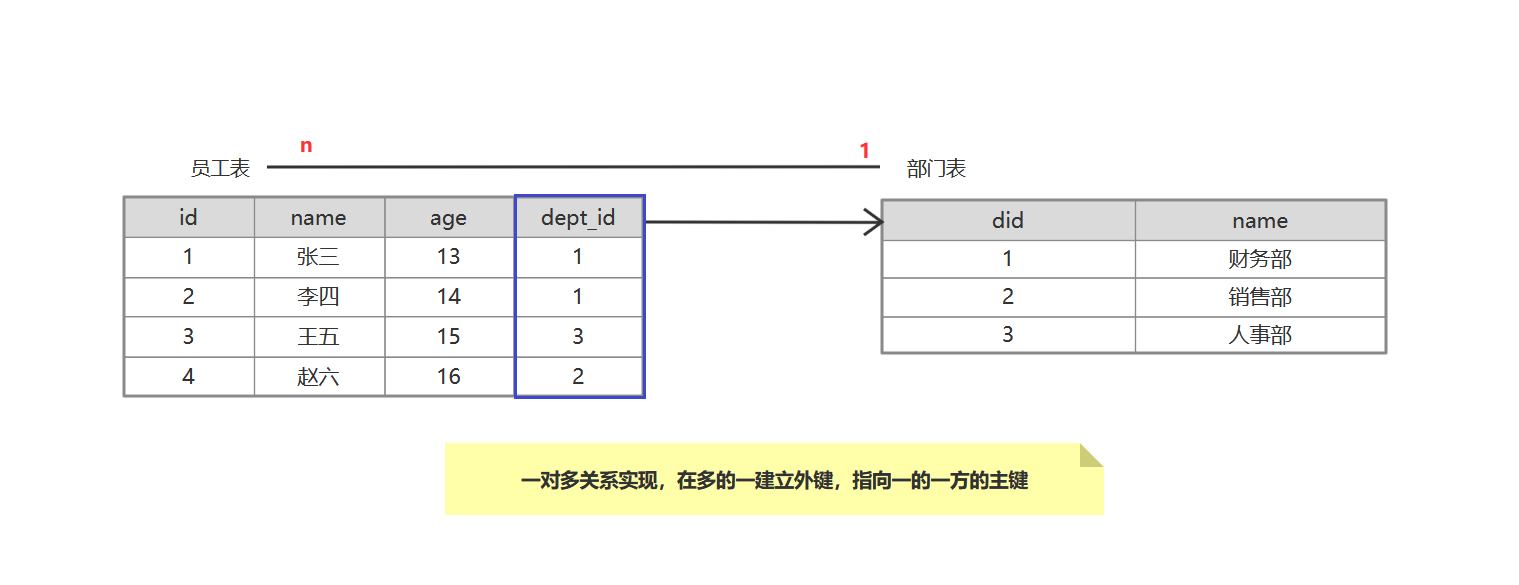 n
1
员工表
部门表
id name age dept_id
1 张三 13 1
2 李四 14 1
3 王五 15 3
4 赵六 16 2
did name
1 财务部
2 销售部
3 人事部
一对多关系实现，在多的一建立外键，指向一的一方的主键